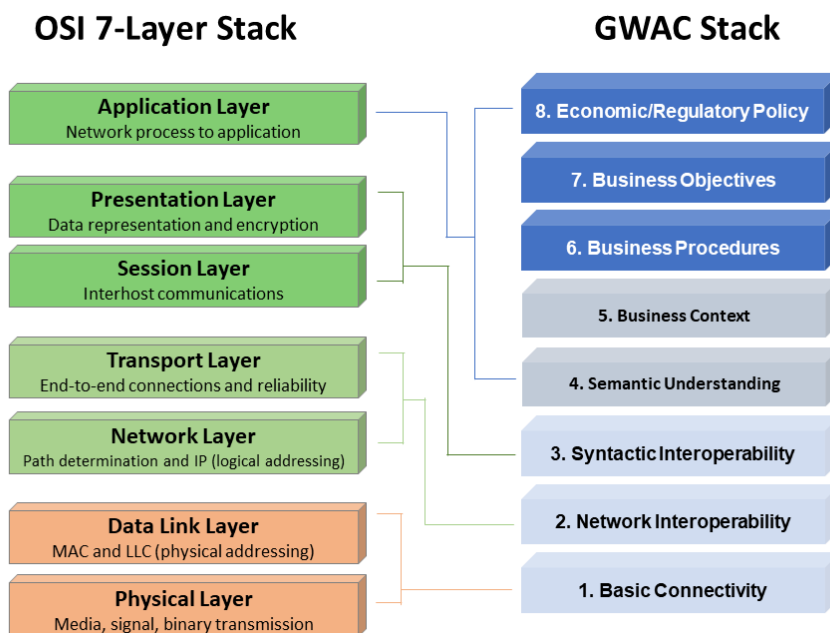 OSI 7-Layer Stack
Application Layer
Network process to application
Presentation Layer
Data representation and encryption
Session Layer
Interhost communications
Transport Layer
End-to-end connections and reliability
Network Layer
Path determination and IP (logical addressing)
Data Link Layer
MAC and LLC (physical addressing)
Physical Layer
Media, signal, binary transmission
GWAC Stack
8. Economic/Regulatory Policy
7. Business Objectives
6. Business Procedures
5. Business Context
4. Semantic Understanding
3. Syntactic Interoperability
2. Network Interoperability
1. Basic Connectivity